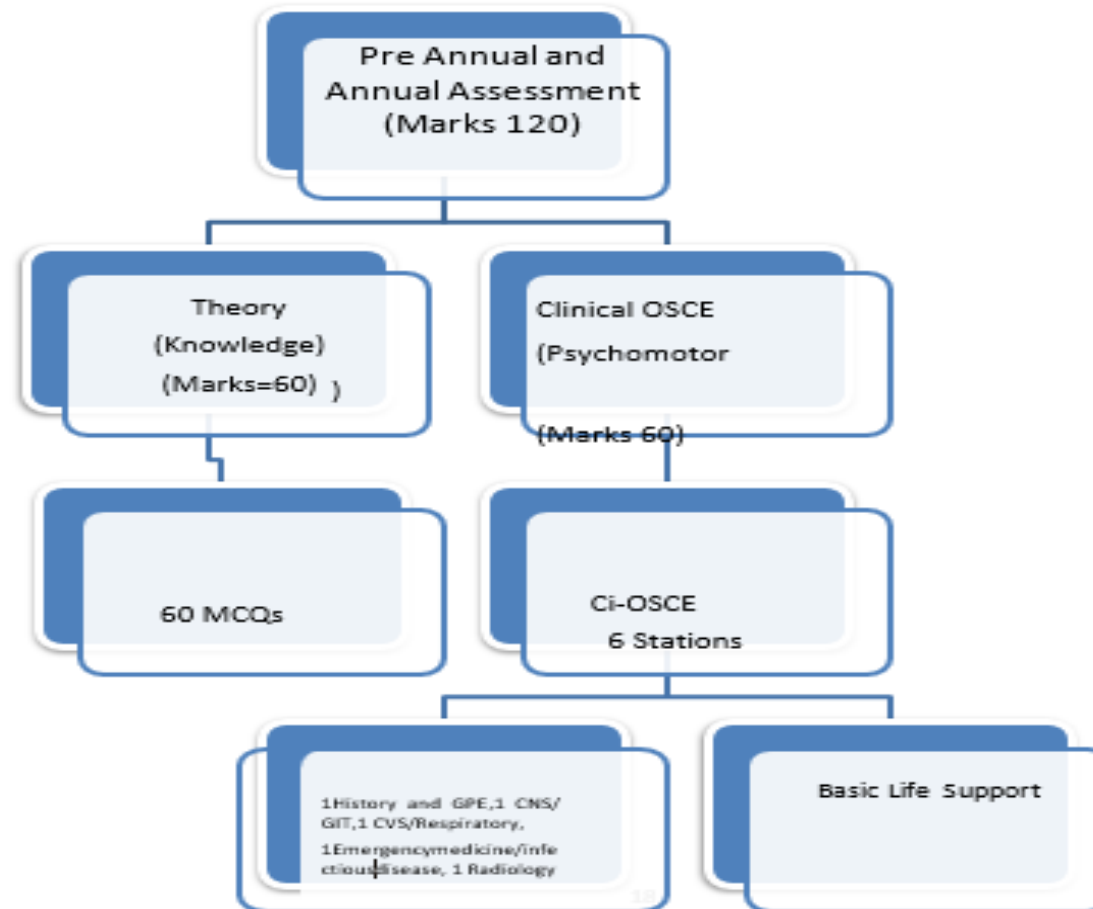 Pre Annual and
Annual Assessment
(Marks 120)
Theory
(Knowledge)
(Marks=60) )
Clinical OSCE
(Psychomotor
(Marks 60)
60 MCQs
Ci-OSCE
6 Stations
1History and GPE,1 CNS/
GIT,1 CVS/Respiratory,
1Emergencymedicine/infe
ctiousdisease, 1 Radiology
Basic Life Support
18